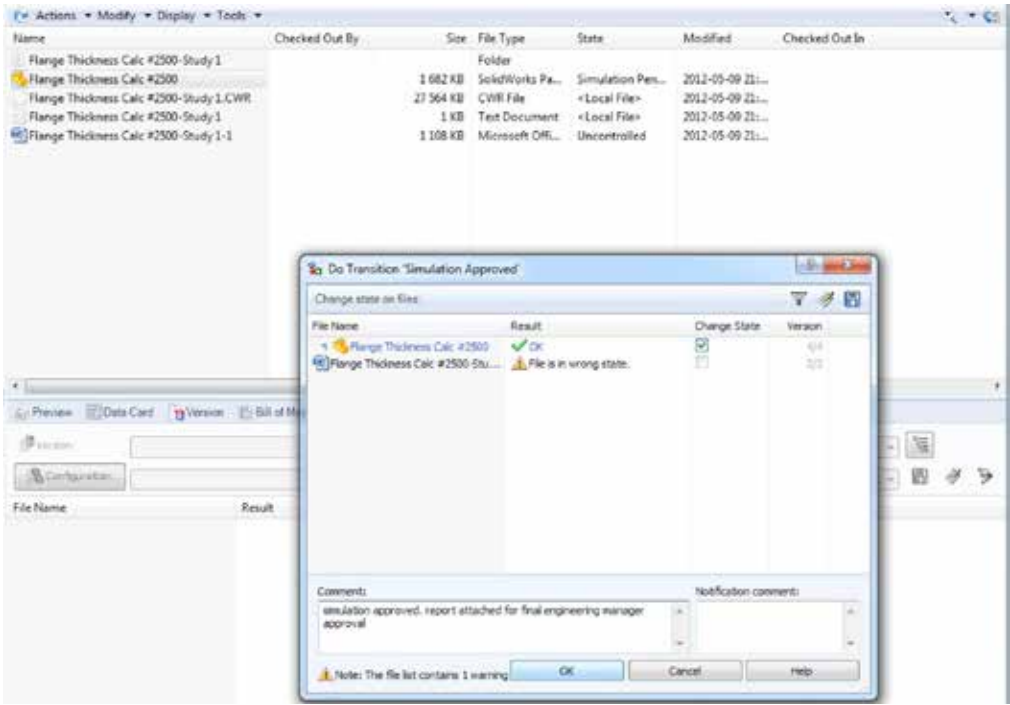 Actions Modify Display Tools
Name Checked Out By Size File Type State Modified Checked Out In
Flange Thickness Calc #2500-Study 1 Folder
Flange Thickness Calc #2500 1 682 KB SolidWorks Pa... Simulation Pen... 2012-05-09 21:...
Flange Thickness Calc #2500-Study 1.CWR 27 564 KB CWR File <Local File> 2012-05-09 21:...
Flange Thickness Calc #2500-Study 1 1 KB Text Document <Local File> 2012-05-09 21:...
Flange Thickness Calc #2500-Study 1-1 1 108 KB Microsoft Offi... Uncontrolled 2012-05-09 21:...
Do Transition 'Simulation Approved'
Change state on files:
File Name Result Change State Version
Flange Thickness Calc #2500 OK 4/4
Flange Thickness Calc #2500-Stu.... File is in wrong state.
Preview Data Card Version Bill of M
Version:
Configuration:
File Name Result
Comment: Notification comment:
simulation approved. report attached for final engineering manager
approval
Note: The file list contains 1 warning OK Cancel Help